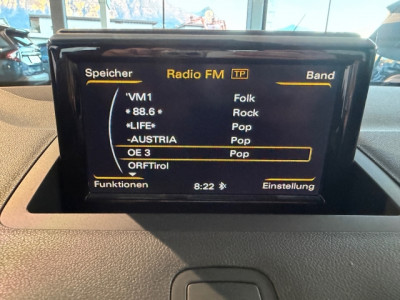 Speicher Radio FM TP Band
"VM1 Folk
* 88.6 * Rock
*LIFE* Pop
-AUSTRIA Pop
OE 3 Pop
ORFTirol
Funktionen 8:22 Einstellung